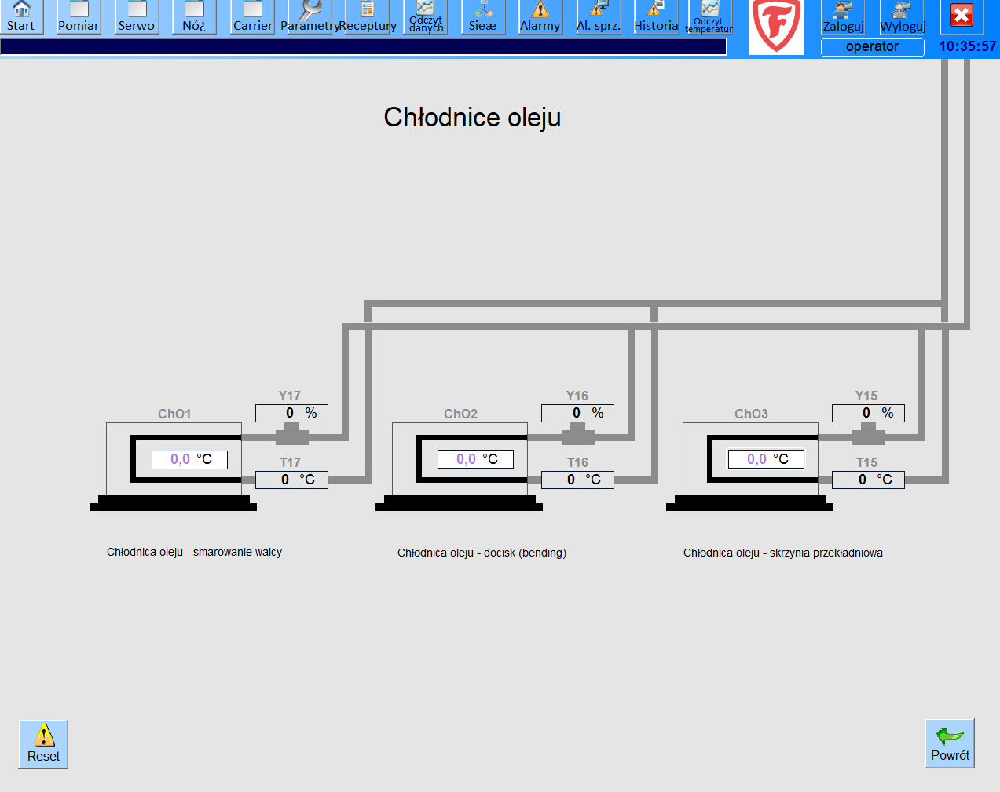 Start Pomiar Serwo Nó¿ Carrier Parametry Receptury Odczyt danych Sieæ Alarmy Al. sprz. Historia Odczyt temperatur Zaloguj Wyloguj
operator 10:35:57
Chłodnice oleju
Y17 Y16 Y15
ChO1 0 % ChO2 0 % ChO3 0 %
0,0 °C T17 0,0 °C T16 0,0 °C T15
0 °C 0 °C 0 °C
Chłodnica oleju - smarowanie walcy Chłodnica oleju - docisk (bending) Chłodnica oleju - skrzynia przekładniowa
Reset Powrót